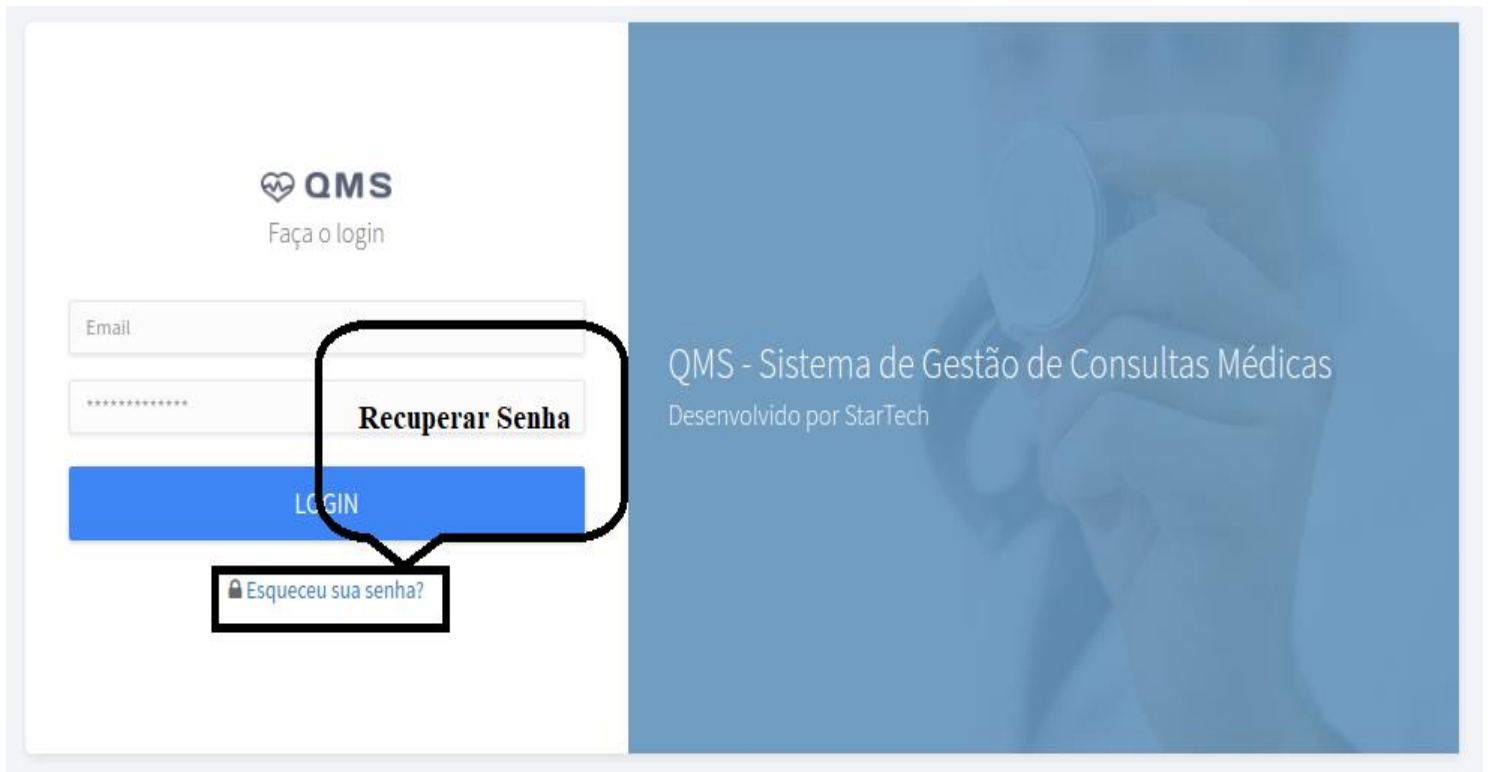 QMS
Faça o login
Email
*************
Recuperar Senha
LOGIN
Esqueceu sua senha?
QMS - Sistema de Gestão de Consultas Médicas
Desenvolvido por StarTech